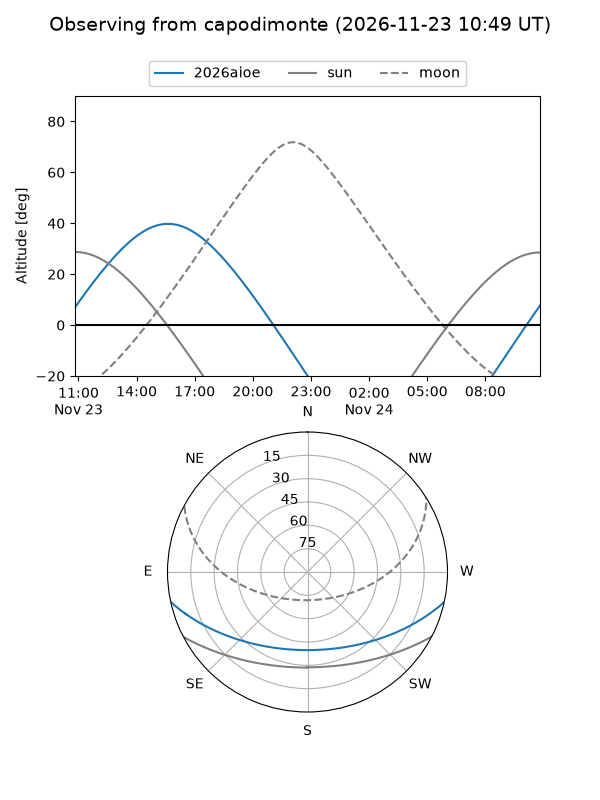 Observing from capodimonte (2026-11-23 10:49 UT)
2026aioe sun moon
Altitude [deg]
80
60
40
20
0
−20
11:00 14:00 17:00 20:00 23:00 02:00 05:00 08:00
Nov 23 Nov 24
N
NE NW
15
30
45
60
75
E W
SE SW
S